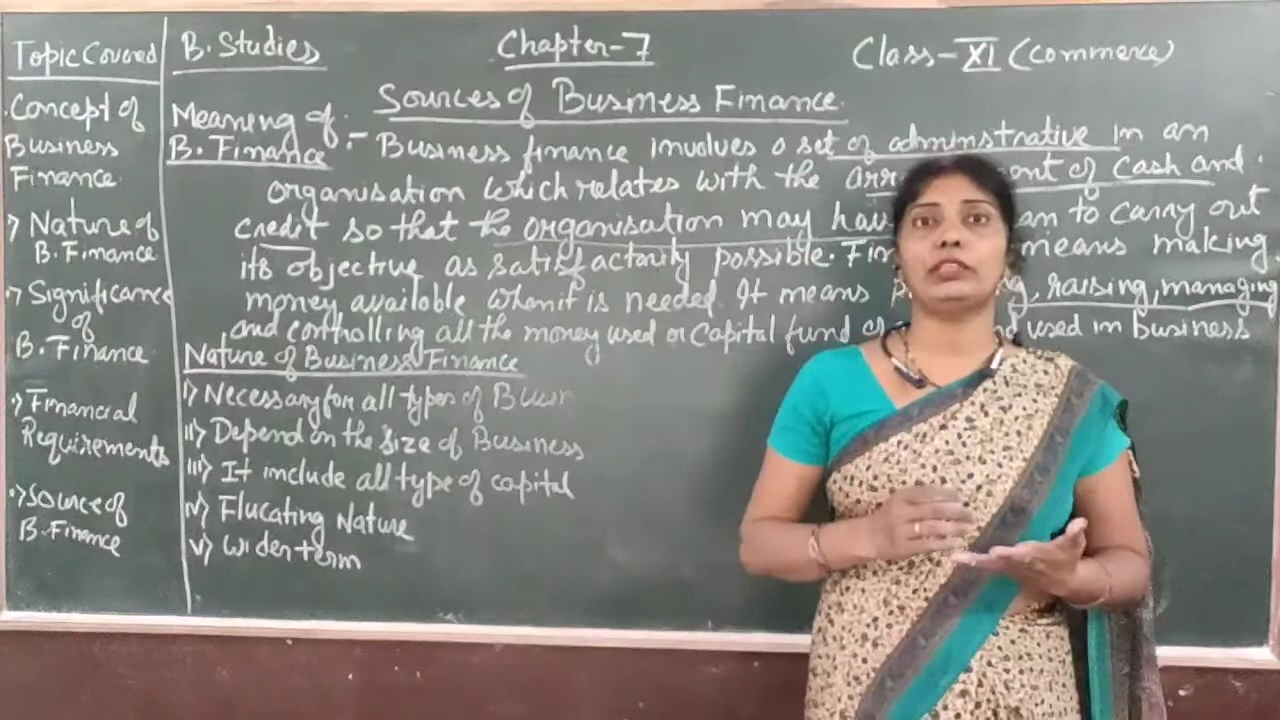 Topic Covered
Concept of
Business
Finance
Nature of
B. Finance
Significance
of
B. Finance
Financial
Requirements
Source of
B. Finance
B. Studies
Chapter-7
Class-XI (Commerce)
Sources of Business Finance
Meaning of
B. Finance :- Business finance involves a set of adminstrative in an
organisation which relates with the of Cash and
credit so that the organisation may to carry out
its objective as satisfactorily possible. means making
money available when it is needed. It means raising, managing
and controlling all the money used or Capital fund used in business
Nature of Business Finance
i) Necessary for all types of
ii) Depend on the size of Business
iii) It include all type of capital
iv) Flucating Nature
v) Wider term